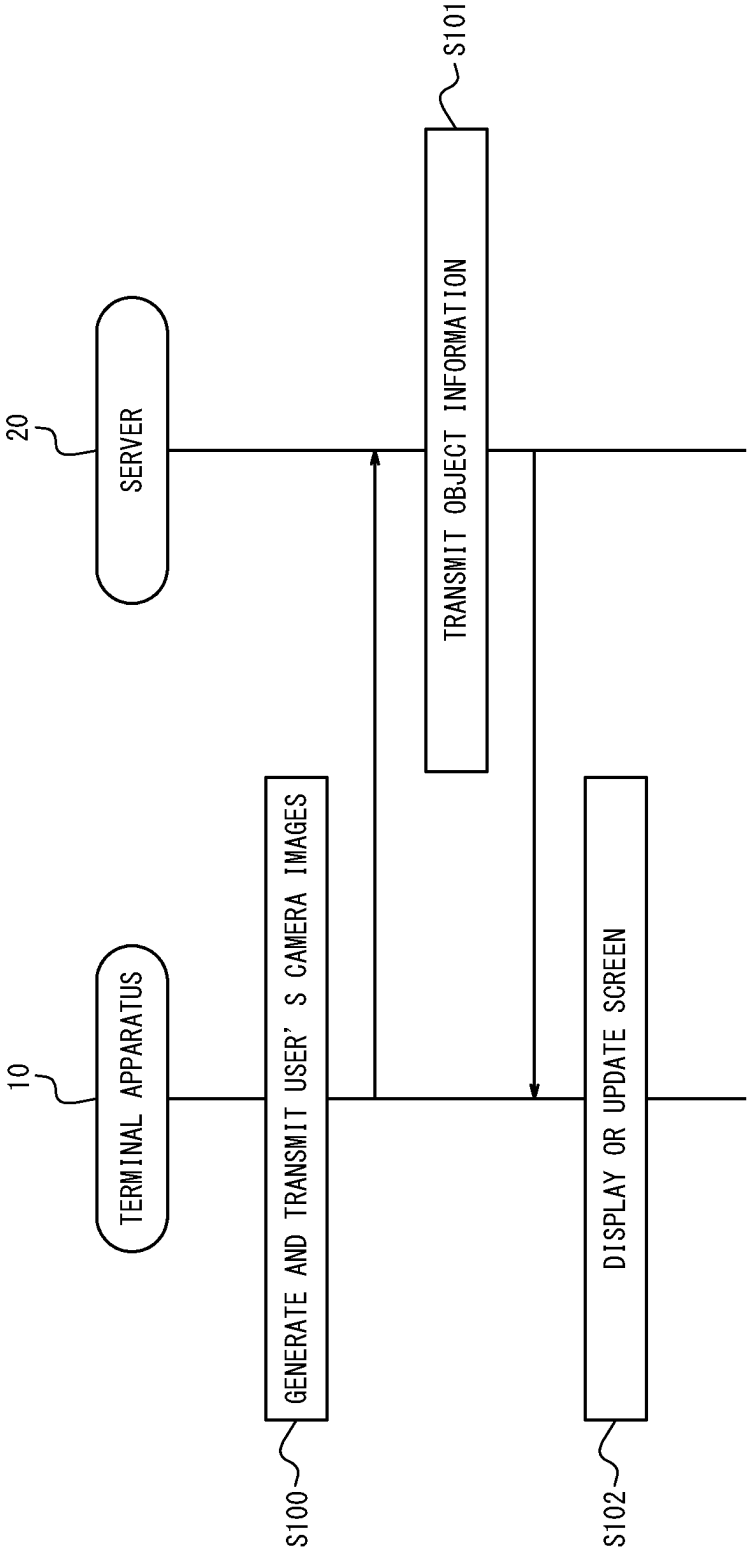 10
20
TERMINAL APPARATUS
SERVER
S100
GENERATE AND TRANSMIT USER' S CAMERA IMAGES
TRANSMIT OBJECT INFORMATION
S101
S102
DISPLAY OR UPDATE SCREEN